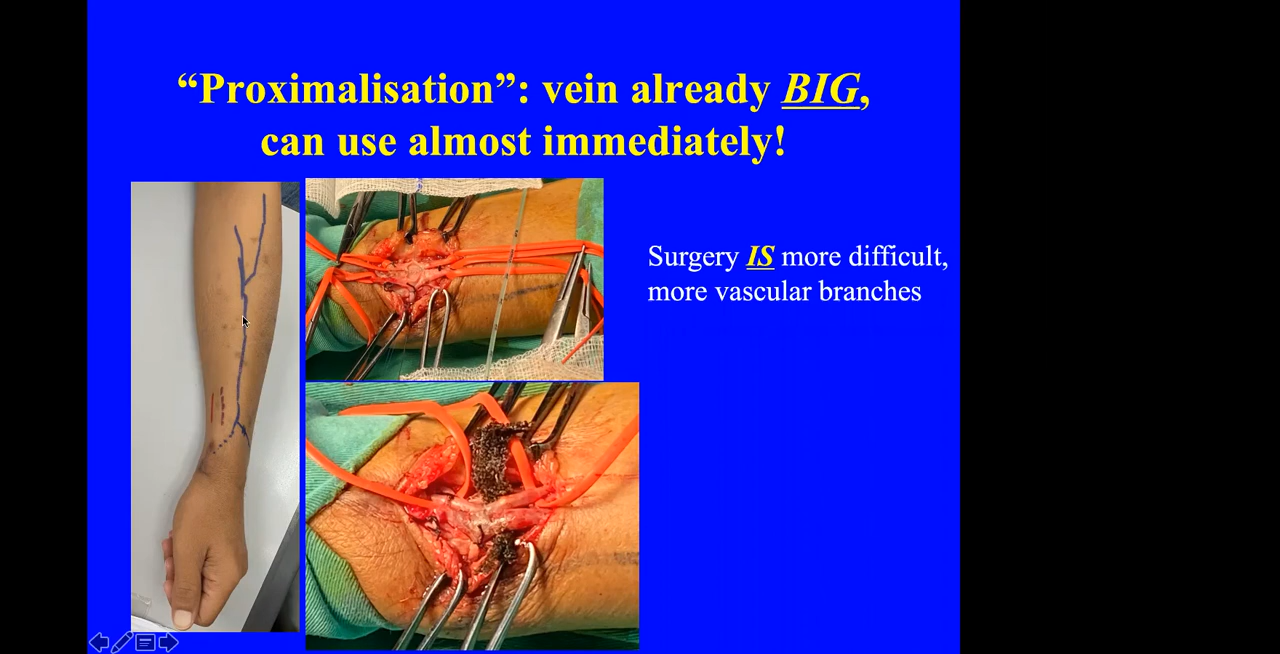 “Proximalisation”: vein already BIG,
can use almost immediately!
Surgery IS more difficult,
more vascular branches